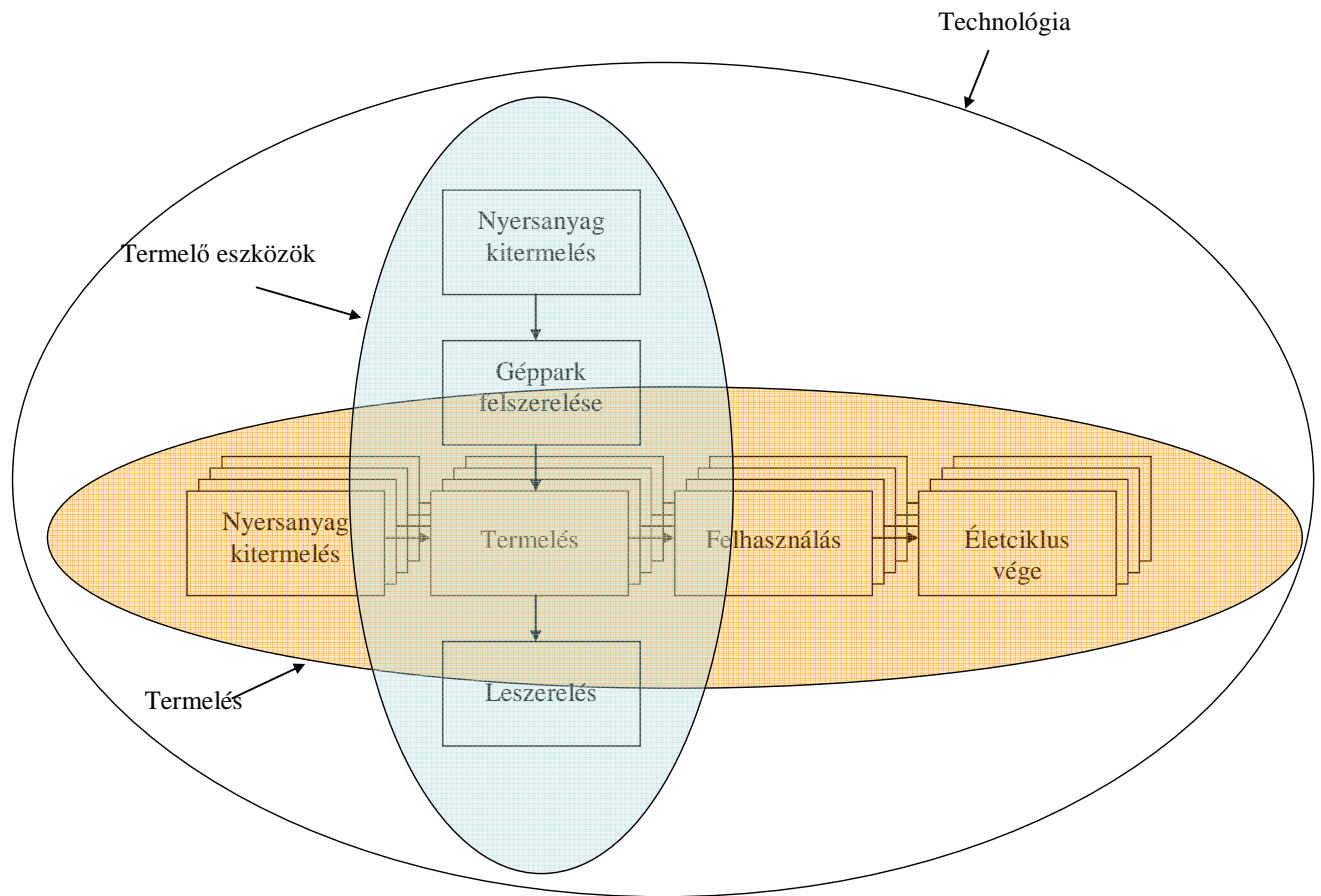 Technológia
Nyersanyag
kitermelés
Termelő eszközök
Géppark
felszerelése
Nyersanyag
kitermelés
Termelés
Felhasználás
Életciklus
vége
Leszerelés
Termelés